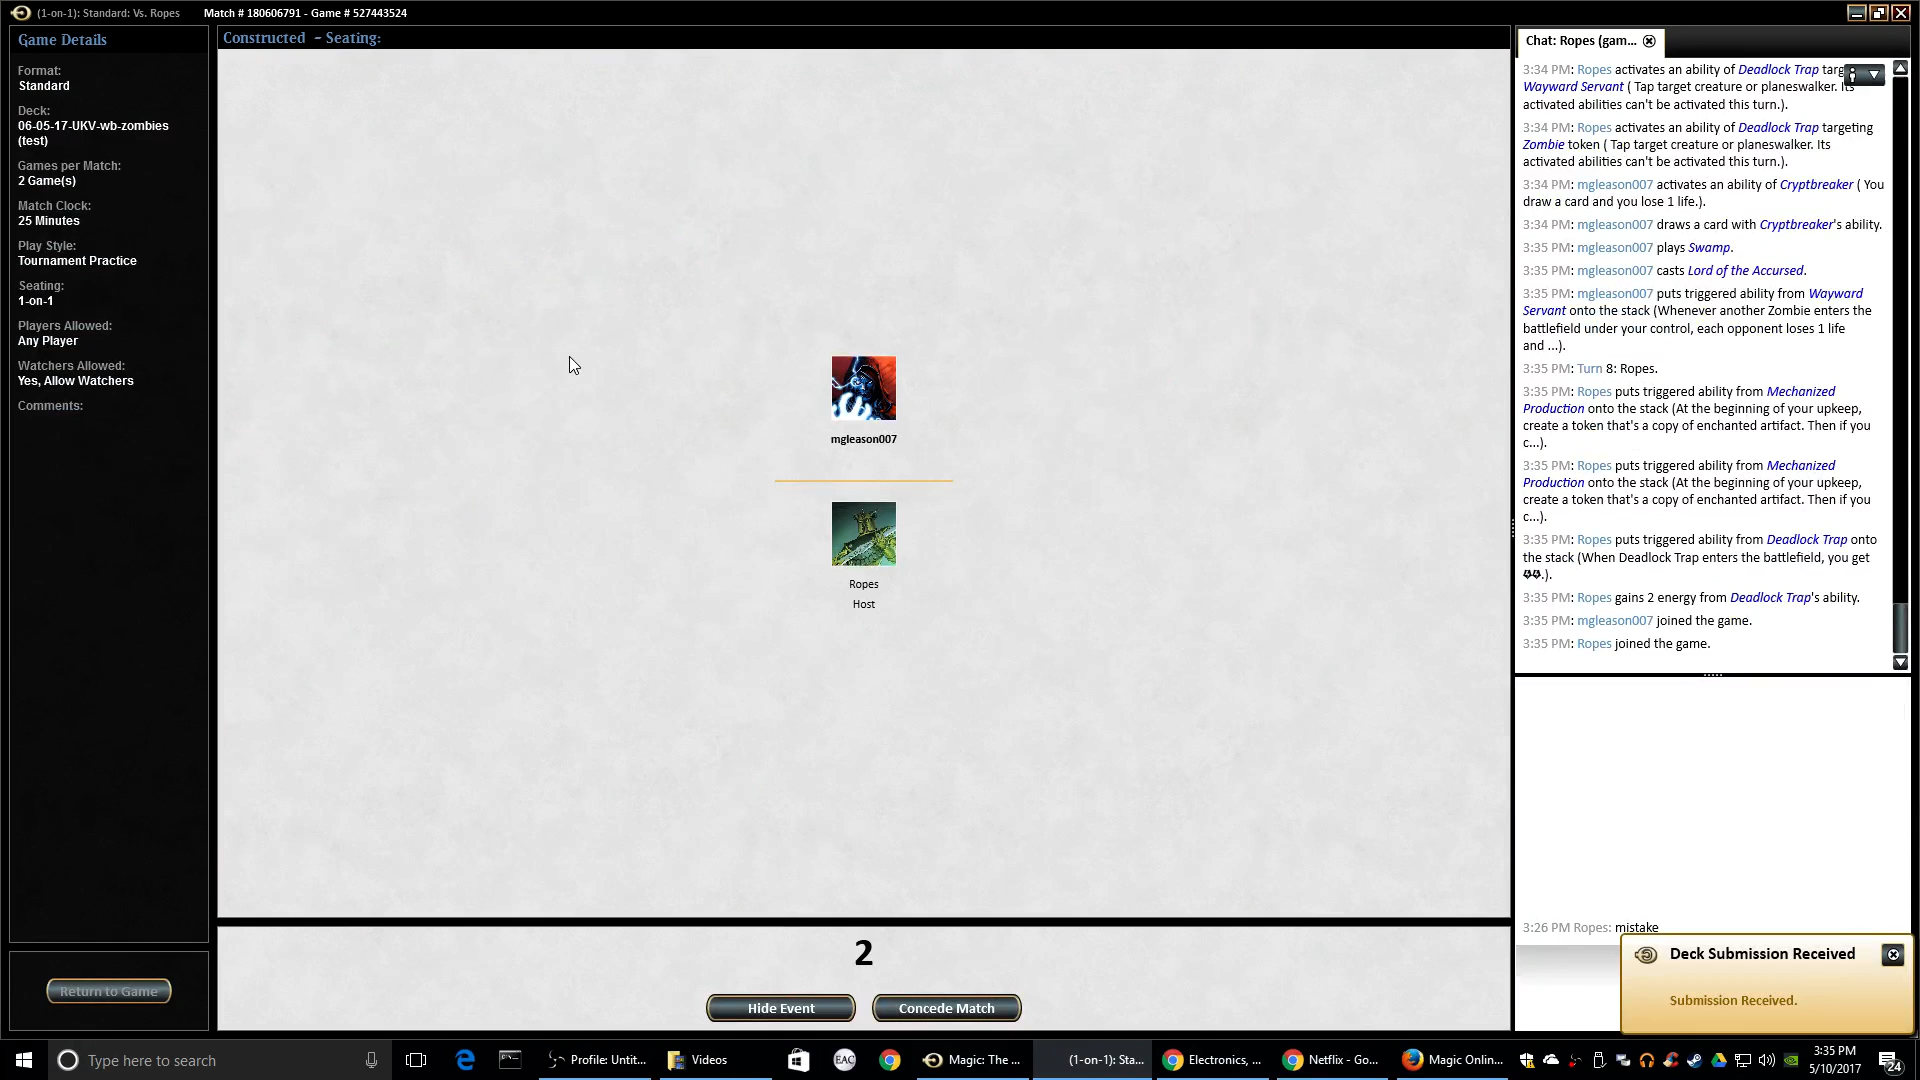 (1-on-1): Standard: Vs. Ropes
Match # 180606791 - Game # 527443524
Game Details
Format:
Standard
Deck:
06-05-17-UKV-wb-zombies
(test)
Games per Match:
2 Game(s)
Match Clock:
25 Minutes
Play Style:
Tournament Practice
Seating:
1-on-1
Players Allowed:
Any Player
Watchers Allowed:
Yes, Allow Watchers
Comments:
Return to Game
Constructed - Seating:
mgleason007
Ropes
Host
2
Hide Event
Concede Match
Chat: Ropes (gam...
3:34 PM: Ropes activates an ability of Deadlock Trap targ
Wayward Servant ( Tap target creature or planeswalker. Its
activated abilities can't be activated this turn.).
3:34 PM: Ropes activates an ability of Deadlock Trap targeting
Zombie token ( Tap target creature or planeswalker. Its
activated abilities can't be activated this turn.).
3:34 PM: mgleason007 activates an ability of Cryptbreaker ( You
draw a card and you lose 1 life.).
3:34 PM: mgleason007 draws a card with Cryptbreaker's ability.
3:35 PM: mgleason007 plays Swamp.
3:35 PM: mgleason007 casts Lord of the Accursed.
3:35 PM: mgleason007 puts triggered ability from Wayward
Servant onto the stack (Whenever another Zombie enters the
battlefield under your control, each opponent loses 1 life
and ...).
3:35 PM: Turn 8: Ropes.
3:35 PM: Ropes puts triggered ability from Mechanized
Production onto the stack (At the beginning of your upkeep,
create a token that's a copy of enchanted artifact. Then if you
c...).
3:35 PM: Ropes puts triggered ability from Mechanized
Production onto the stack (At the beginning of your upkeep,
create a token that's a copy of enchanted artifact. Then if you
c...).
3:35 PM: Ropes puts triggered ability from Deadlock Trap onto
the stack (When Deadlock Trap enters the battlefield, you get
.).
3:35 PM: Ropes gains 2 energy from Deadlock Trap's ability.
3:35 PM: mgleason007 joined the game.
3:35 PM: Ropes joined the game.
3:26 PM Ropes: mistake
Deck Submission Received
Submission Received.
Type here to search
Profile: Untit...
Videos
EAC
Magic: The ...
(1-on-1): Sta...
Electronics, ...
Netflix - Go...
Magic Onlin...
3:35 PM
5/10/2017
24